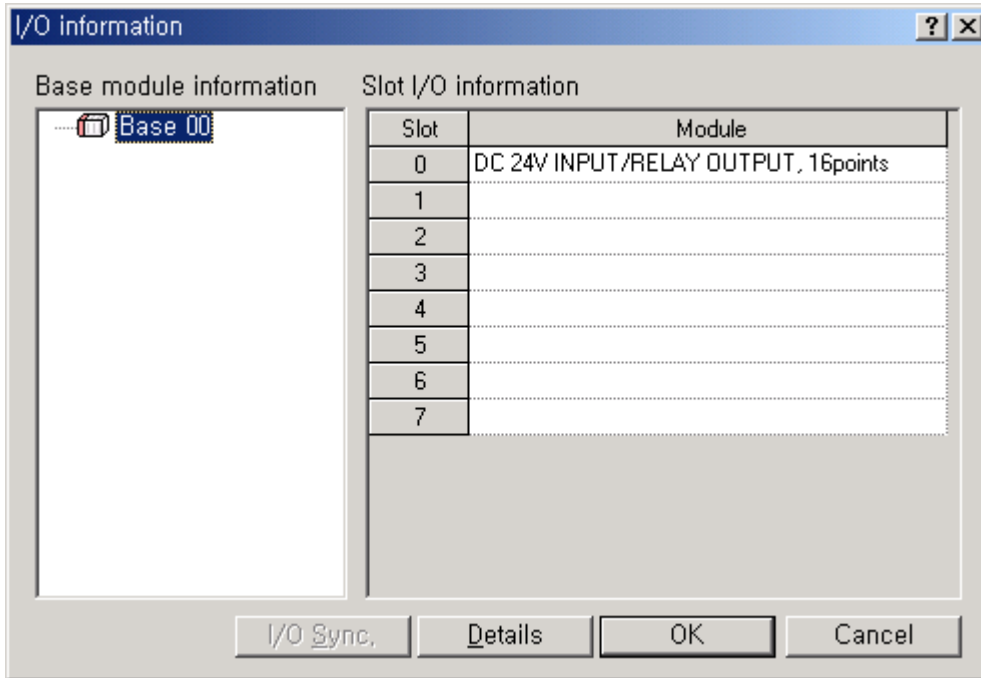 I/O information
Base module information
Base 00
Slot I/O information
Slot Module
0 DC 24V INPUT/RELAY OUTPUT, 16points
1
2
3
4
5
6
7
I/O Sync, Details OK Cancel